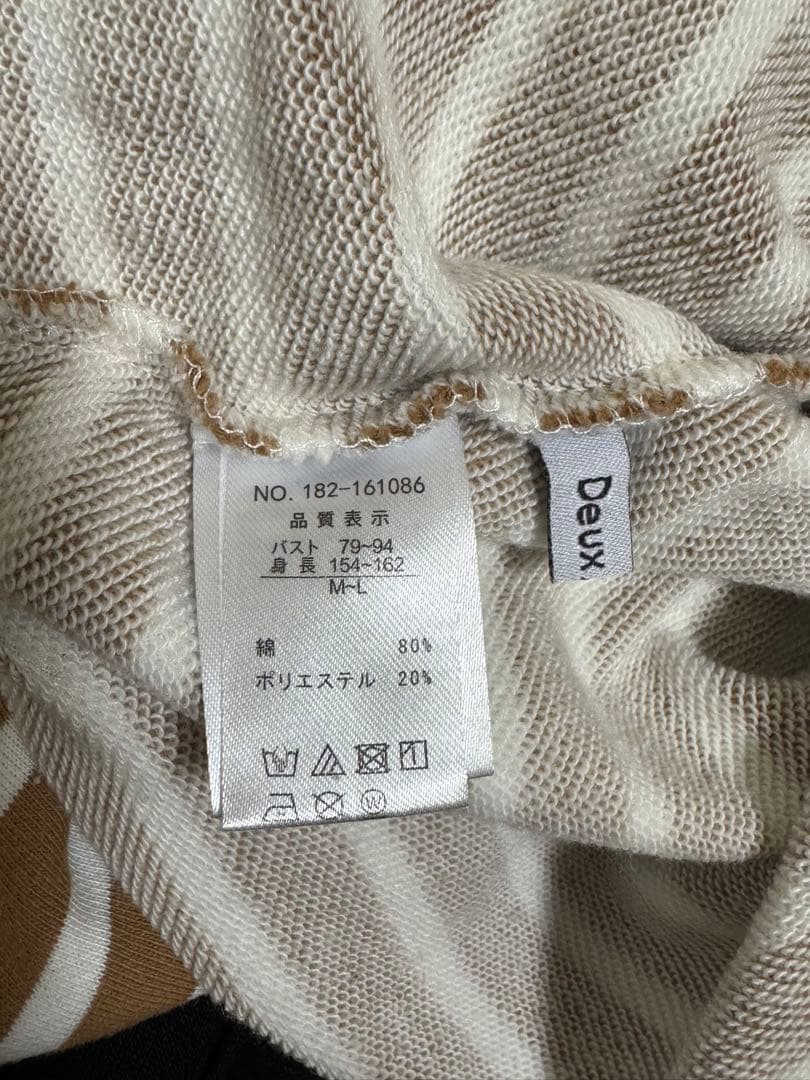 NO. 182-161086
品質表示
バスト 79~94
身長 154~162
M~L
綿 80%
ポリエステル 20%
Deux